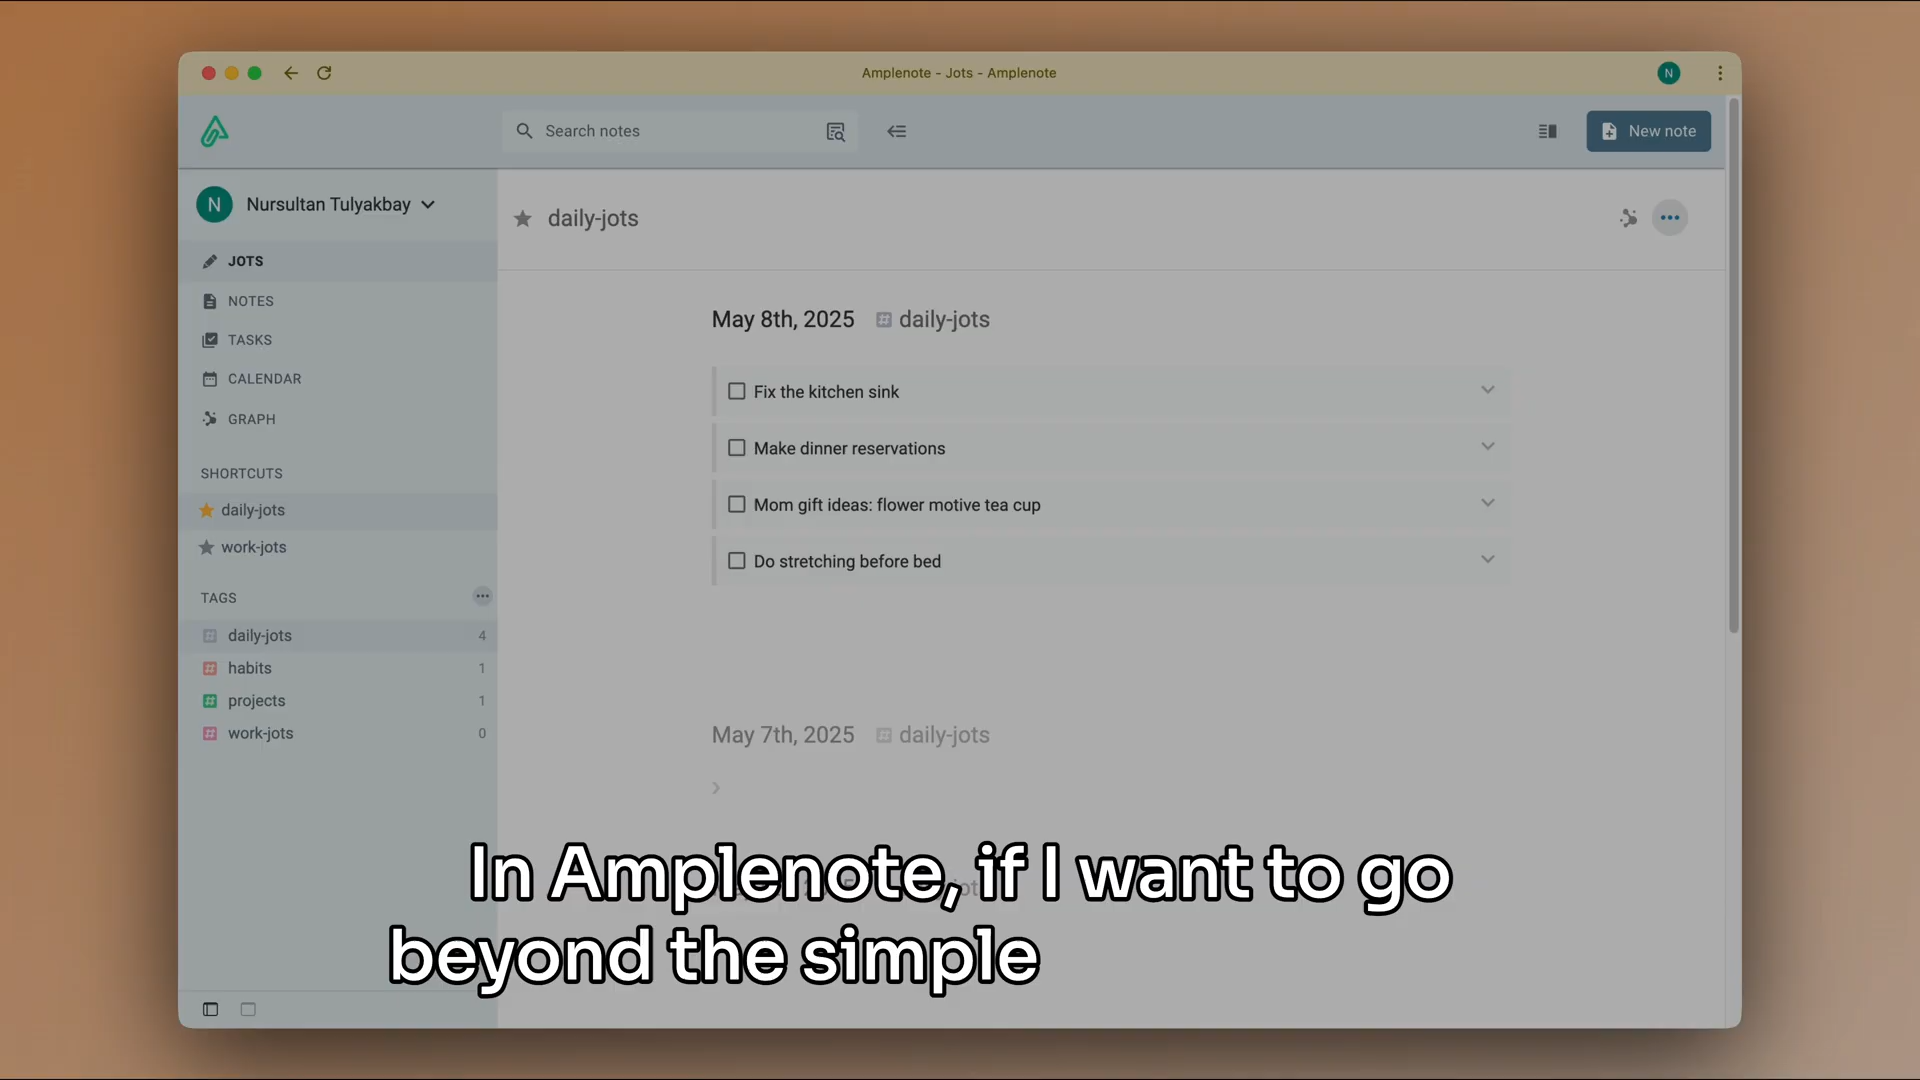 Amplenote - Jots - Amplenote
N
Search notes
New note
N
Nursultan Tulyakbay
JOTS
NOTES
TASKS
CALENDAR
GRAPH
SHORTCUTS
daily-jots
work-jots
TAGS
daily-jots 4
habits 1
projects 1
work-jots 0
daily-jots
May 8th, 2025 daily-jots
Fix the kitchen sink
Make dinner reservations
Mom gift ideas: flower motive tea cup
Do stretching before bed
May 7th, 2025 daily-jots
In Amplenote, if I want to go
beyond the simple